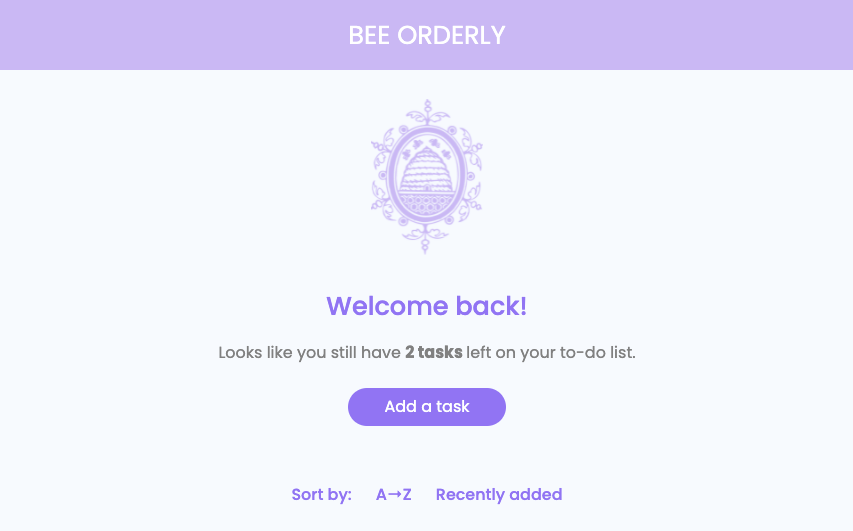 BEE ORDERLY
Welcome back!
Looks like you still have 2 tasks left on your to-do list.
Add a task
Sort by: A→Z Recently added